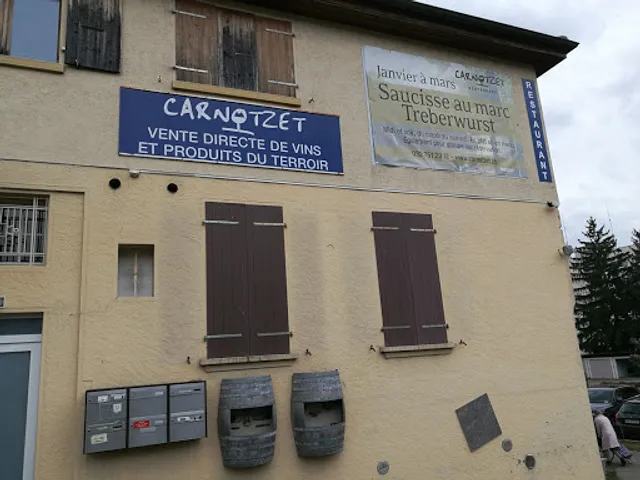 CARNOTZET
VENTE DIRECTE DE VINS
ET PRODUITS DU TERROIR
Janvier à mars
CARNOTZET
Saucisse au marc
Treberwurst
RESTAURANT